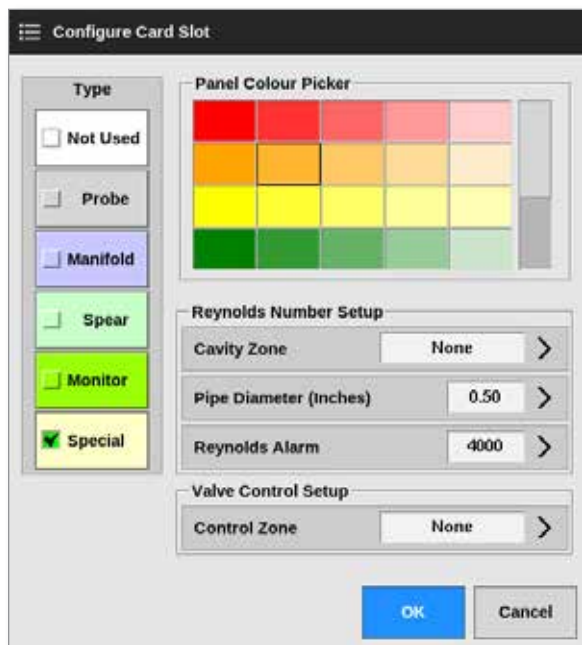 Configure Card Slot
Type
Not Used
Probe
Manifold
Spear
Monitor
Special
Panel Colour Picker
Reynolds Number Setup
Cavity Zone None
Pipe Diameter (Inches) 0.50
Reynolds Alarm 4000
Valve Control Setup
Control Zone None
OK Cancel